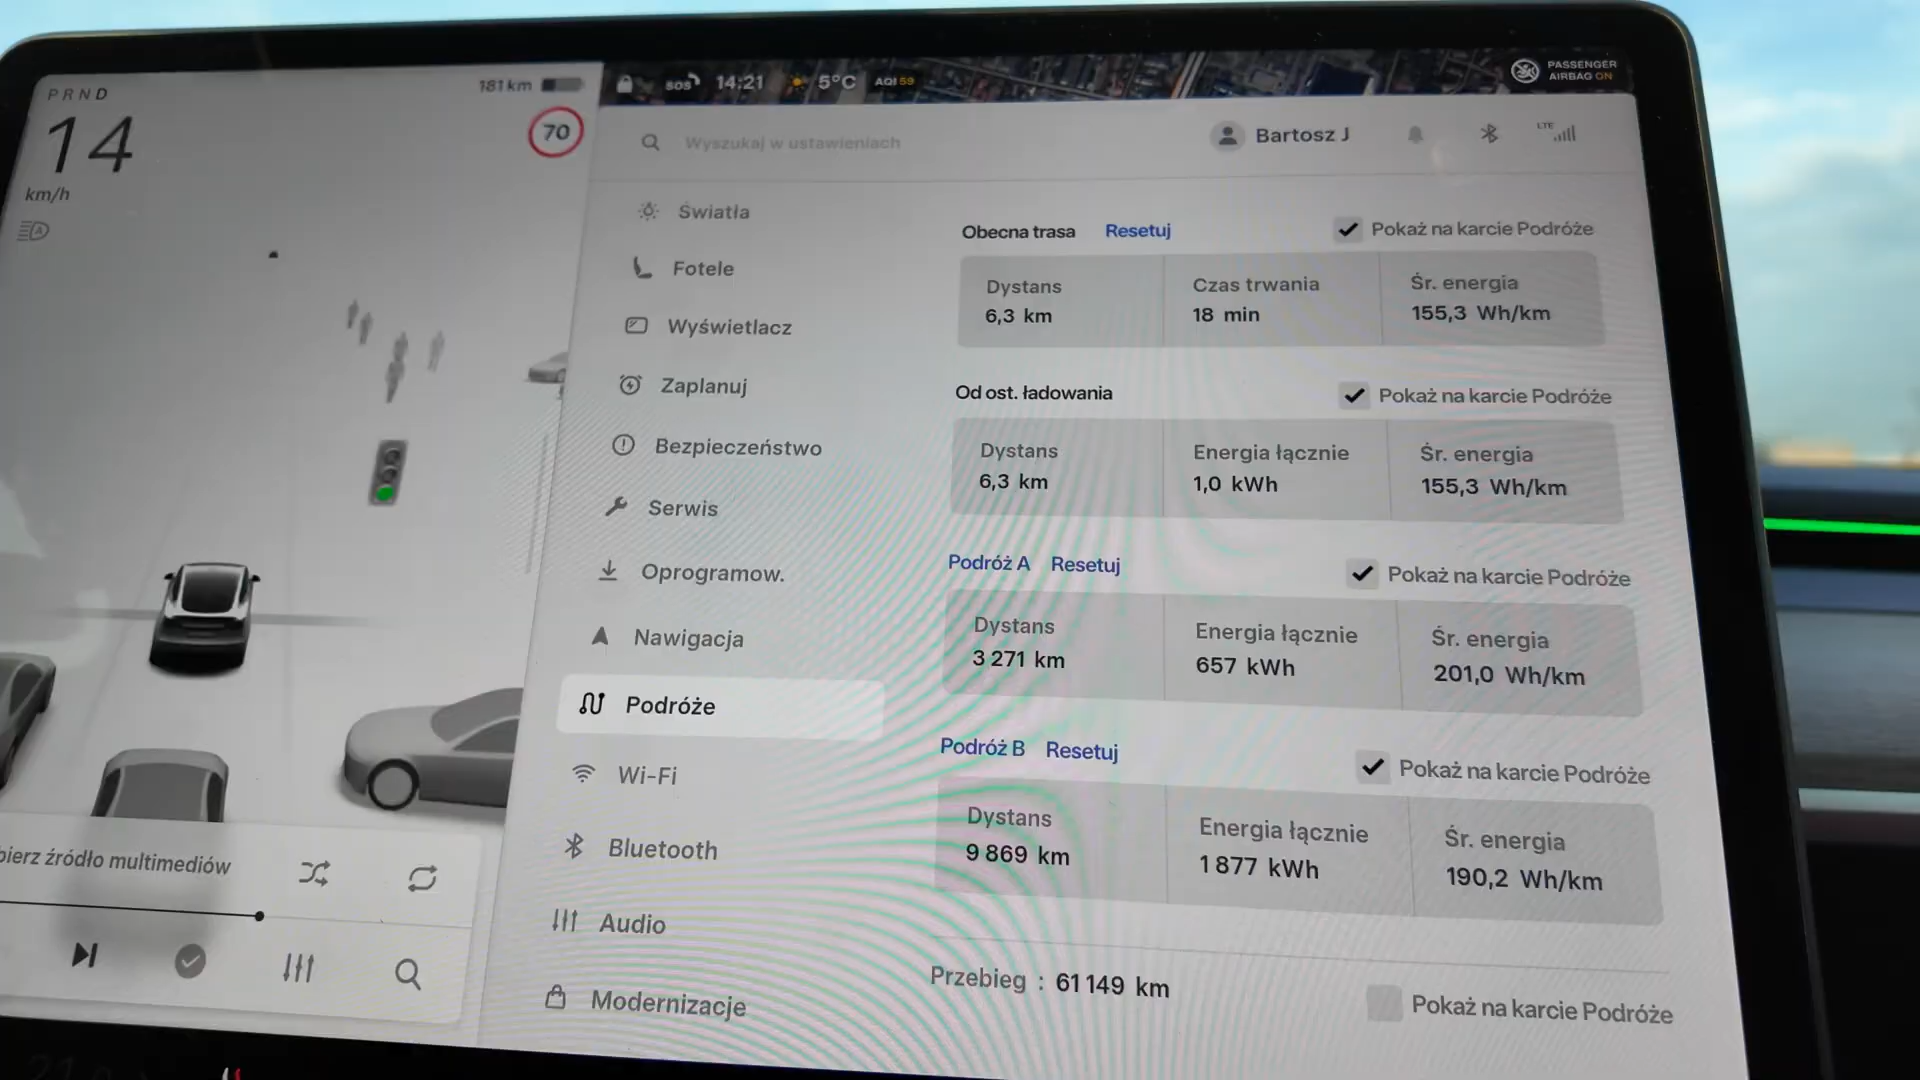 PRND
181 km
14
km/h
70
SOS 14:21 5°C AQI 59
PASSENGER
AIRBAG ON
Wyszukaj w ustawieniach
Bartosz J
LTE
Światła
Fotele
Wyświetlacz
Zaplanuj
Bezpieczeństwo
Serwis
Oprogramow.
Nawigacja
Podróże
Wi-Fi
Bluetooth
Audio
Modernizacje
Obecna trasa Resetuj Pokaż na karcie Podróże
Dystans Czas trwania Śr. energia
6,3 km 18 min 155,3 Wh/km
Od ost. ładowania Pokaż na karcie Podróże
Dystans Energia łącznie Śr. energia
6,3 km 1,0 kWh 155,3 Wh/km
Podróż A Resetuj Pokaż na karcie Podróże
Dystans Energia łącznie Śr. energia
3 271 km 657 kWh 201,0 Wh/km
Podróż B Resetuj Pokaż na karcie Podróże
Dystans Energia łącznie Śr. energia
9 869 km 1 877 kWh 190,2 Wh/km
Przebieg : 61 149 km Pokaż na karcie Podróże
źródło multimediów